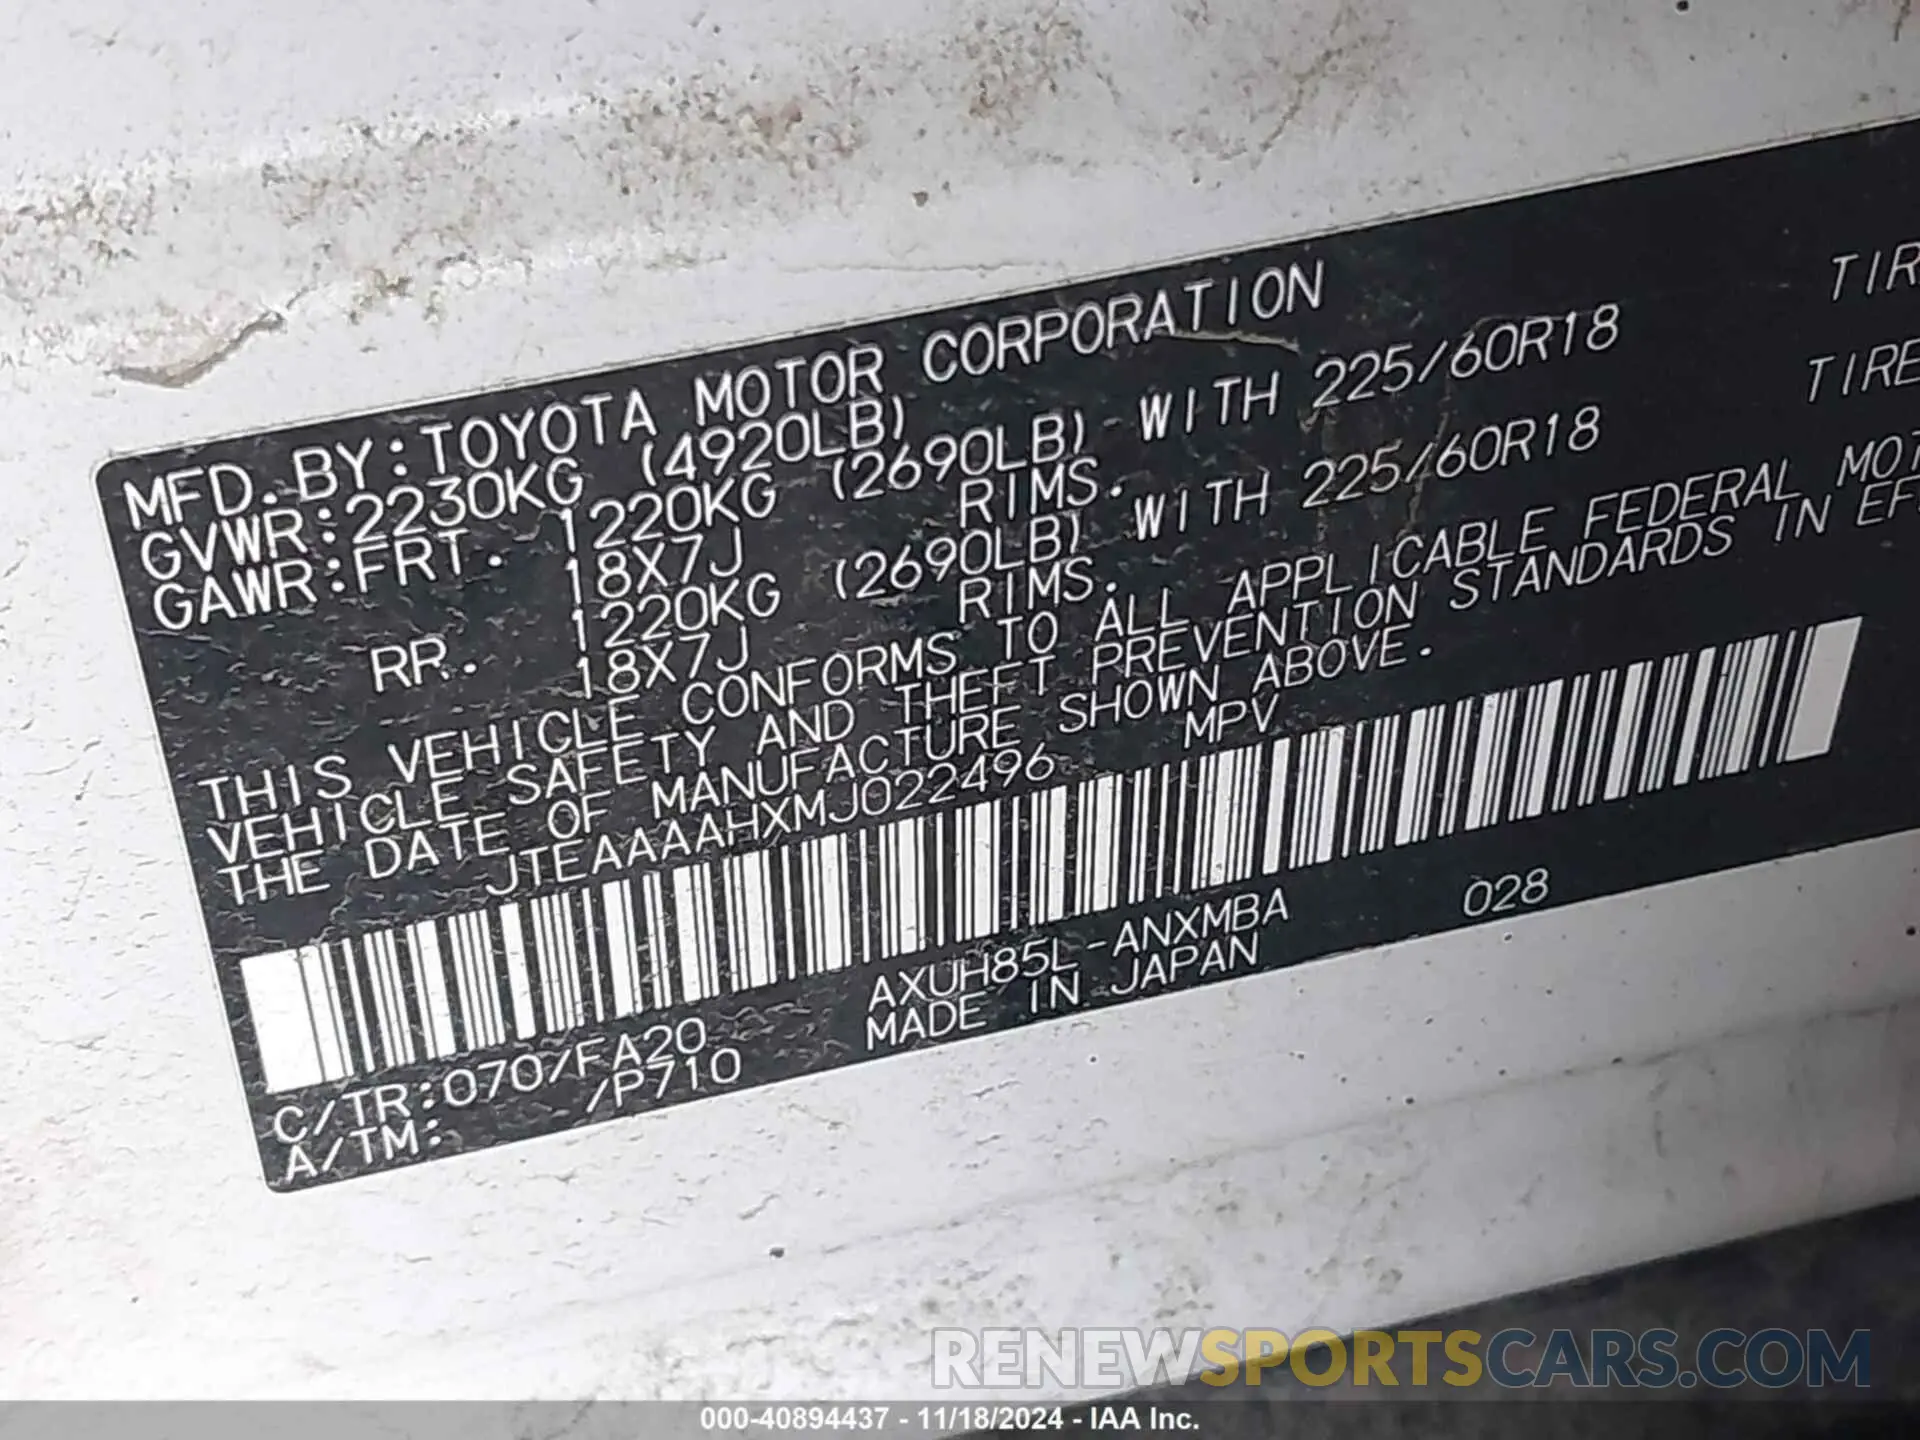 MFD. BY: TOYOTA MOTOR CORPORATION
GVWR: 2230KG (4920LB)
GAWR: FRT. 1220KG (2690LB) WITH 225/60R18 TIR
18X7J RIMS.
RR. 1220KG (2690LB) WITH 225/60R18 TIRE
18X7J RIMS.
THIS VEHICLE CONFORMS TO ALL APPLICABLE FEDERAL MOT
VEHICLE SAFETY AND THEFT PREVENTION STANDARDS IN EF
THE DATE OF MANUFACTURE SHOWN ABOVE.
JTEAAAAHXMJ022496 MPV
C/TR: 070/FA20 AXUH85L-ANXMBA 028
A/TM: /P710 MADE IN JAPAN
RENEWSPORTSCARS.COM
000-40894437 - 11/18/2024 - IAA Inc.